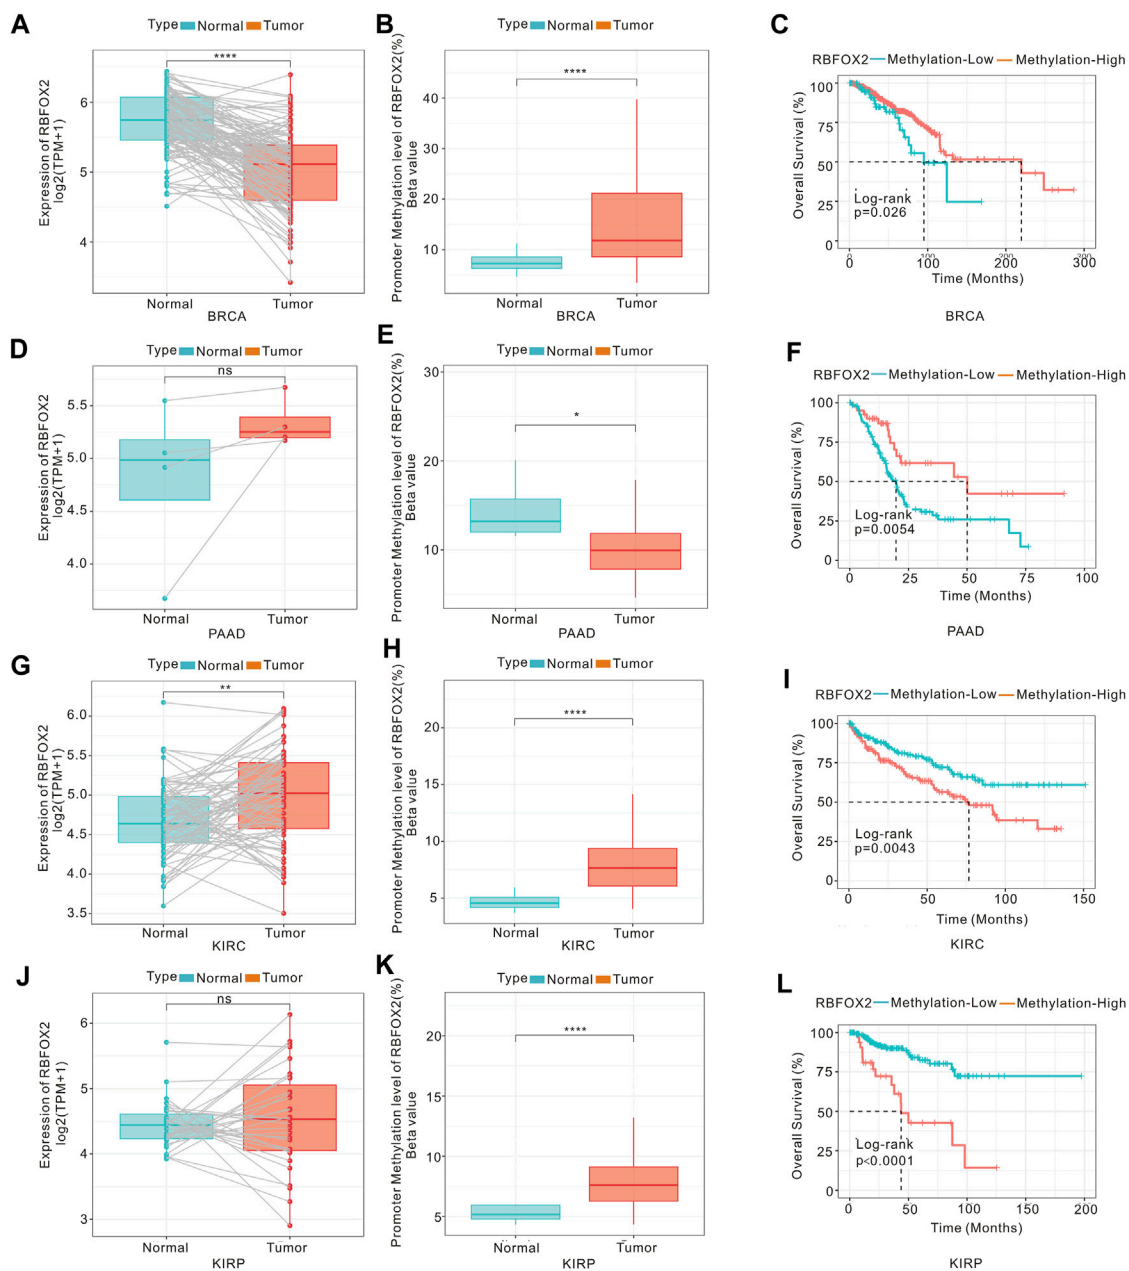 A
Type Normal Tumor
Expression of RBFOX2
log2(TPM+1)
****
6
5
4
Normal Tumor
BRCA
B
Type Normal Tumor
Promoter Methylation level of RBFOX2(%)
Beta value
****
40
30
20
10
Normal Tumor
BRCA
C
RBFOX2 Methylation-Low Methylation-High
Overall Survival (%)
100
75
50
25
0
Log-rank
p=0.026
0 100 200 300
Time (Months)
BRCA
D
Type Normal Tumor
Expression of RBFOX2
log2(TPM+1)
ns
5.5
5.0
4.5
4.0
Normal Tumor
PAAD
E
Type Normal Tumor
Promoter Methylation level of RBFOX2(%)
Beta value
*
30
20
10
Normal Tumor
PAAD
F
RBFOX2 Methylation-Low Methylation-High
Overall Survival (%)
100
75
50
25
0
Log-rank
p=0.0054
0 25 50 75 100
Time (Months)
PAAD
G
Type Normal Tumor
Expression of RBFOX2
log2(TPM+1)
**
6.0
5.5
5.0
4.5
4.0
3.5
Normal Tumor
KIRC
H
Type Normal Tumor
Promoter Methylation level of RBFOX2(%)
Beta value
****
20
15
10
5
Normal Tumor
KIRC
I
RBFOX2 Methylation-Low Methylation-High
Overall Survival (%)
100
75
50
25
0
Log-rank
p=0.0043
0 50 100 150
Time (Months)
KIRC
J
Type Normal Tumor
Expression of RBFOX2
log2(TPM+1)
ns
6
5
4
3
Normal Tumor
KIRP
K
Type Normal Tumor
Promoter Methylation level of RBFOX2(%)
Beta value
****
20
15
10
5
Normal Tumor
KIRP
L
RBFOX2 Methylation-Low Methylation-High
Overall Survival (%)
100
75
50
25
0
Log-rank
p<0.0001
0 50 100 150 200
Time (Months)
KIRP